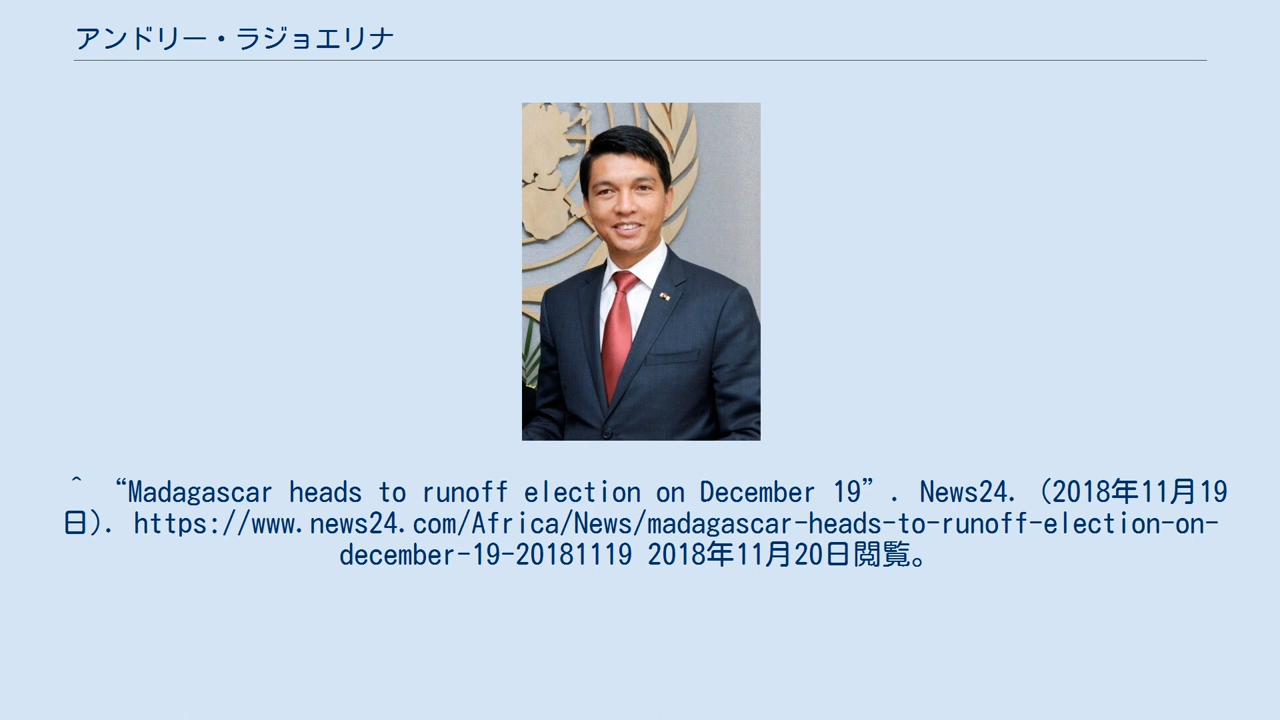 アンドリー・ラジョエリナ
^ “Madagascar heads to runoff election on December 19”. News24. (2018年11月19
日). https://www.news24.com/Africa/News/madagascar-heads-to-runoff-election-on-
december-19-20181119 2018年11月20日閲覧。